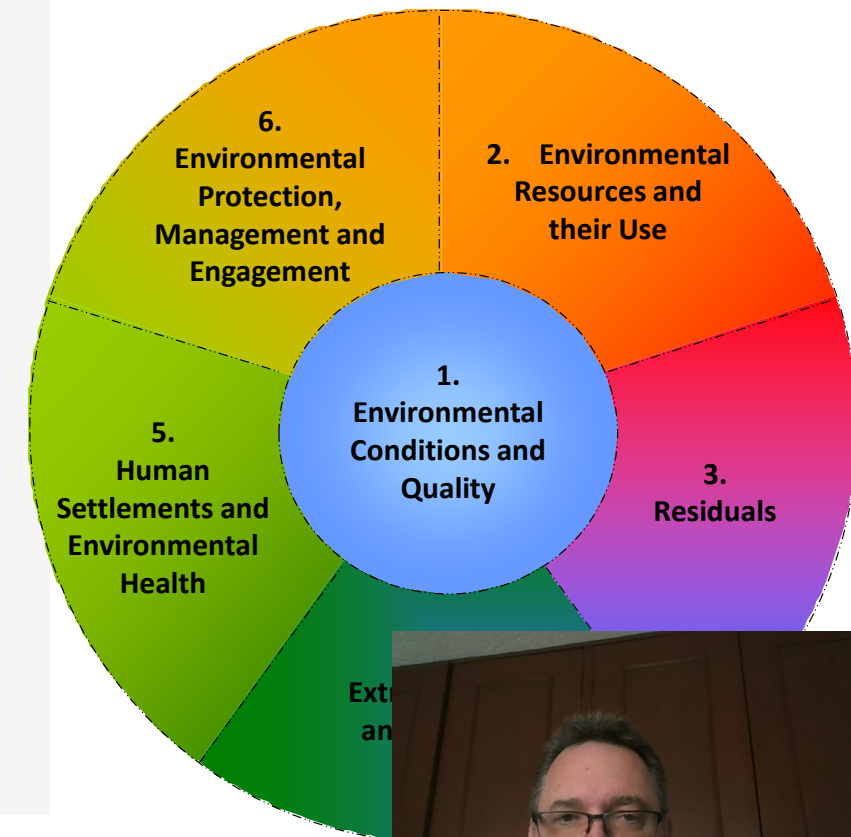 6.
Environmental
Protection,
Management and
Engagement
2. Environmental
Resources and
their Use
1.
Environmental
Conditions and
Quality
3.
Residuals
5.
Human
Settlements and
Environmental
Health